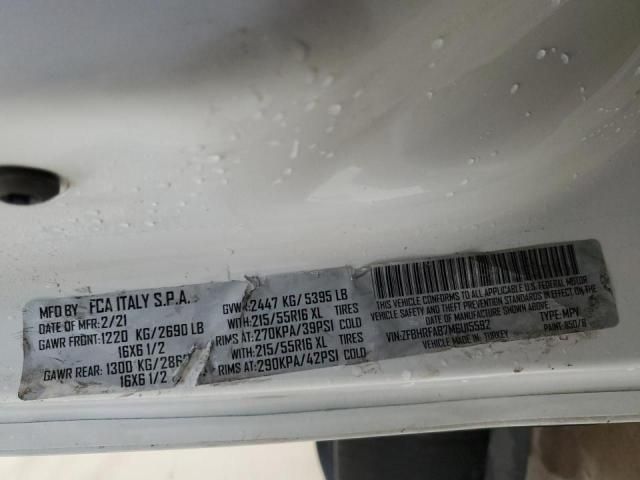 MFD BY FCA ITALY S.P.A.
DATE OF MFR:2/21
GAWR FRONT:1220 KG/2690 LB
16X6 1/2
GAWR REAR: 1300 KG/
16X6 1/2
2447 KG/ 5395 LB
WITH:215/55R16 XL TIRES
RIMS AT:270KPA/39PSI COLD
WITH:215/55R16 XL TIRES
RIMS AT:290KPA/42PSI COLD
THIS VEHICLE CONFORMS TO ALL APPLICABLE U.S.A. FEDERAL MOTOR
VEHICLE SAFETY STANDARDS IN EFFECT ON THE
DATE OF MANUFACTURE SHOWN ABOVE.
TYPE: MPV
VEHICLE MADE IN: TURKEY
PAINT: